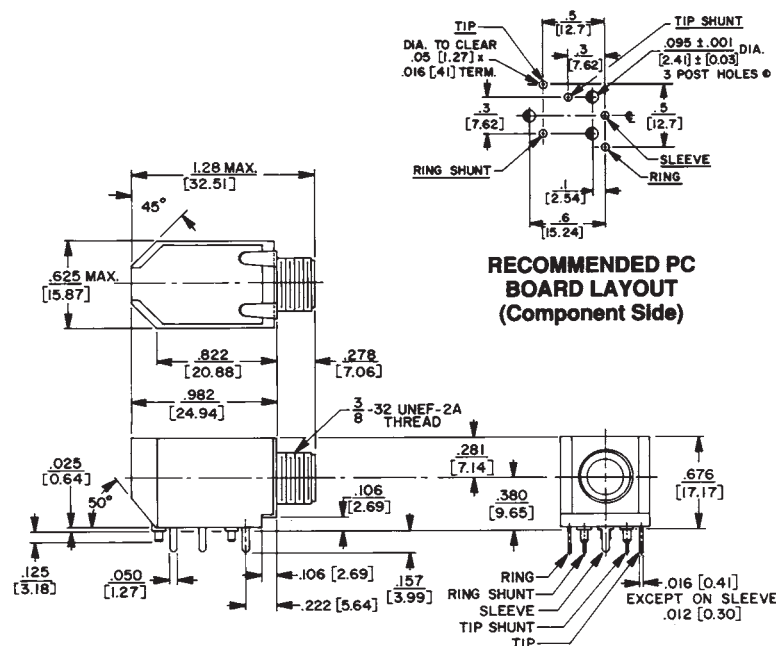 .5
[12.7]
TIP
TIP SHUNT
DIA. TO CLEAR
.05 [1.27] x
.016 [.41] TERM.
.3
[7.62]
.095 ±.001 DIA.
[2.41] ± [0.03]
3 POST HOLES
.3
[7.62]
.5
[12.7]
RING SHUNT
SLEEVE
RING
.1
[2.54]
.6
[15.24]
RECOMMENDED PC
BOARD LAYOUT
(Component Side)
1.28 MAX.
[32.51]
45°
.625 MAX.
[15.87]
.822
[20.88]
.278
[7.06]
.982
[24.94]
3/8 -32 UNEF-2A
THREAD
.281
[7.14]
.025
[0.64]
50°
.106
[2.69]
.380
[9.65]
.676
[17.17]
.125
[3.18]
.050
[1.27]
.106 [2.69]
.157
[3.99]
.222 [5.64]
RING
RING SHUNT
SLEEVE
TIP SHUNT
TIP
.016 [0.41]
EXCEPT ON SLEEVE
.012 [0.30]